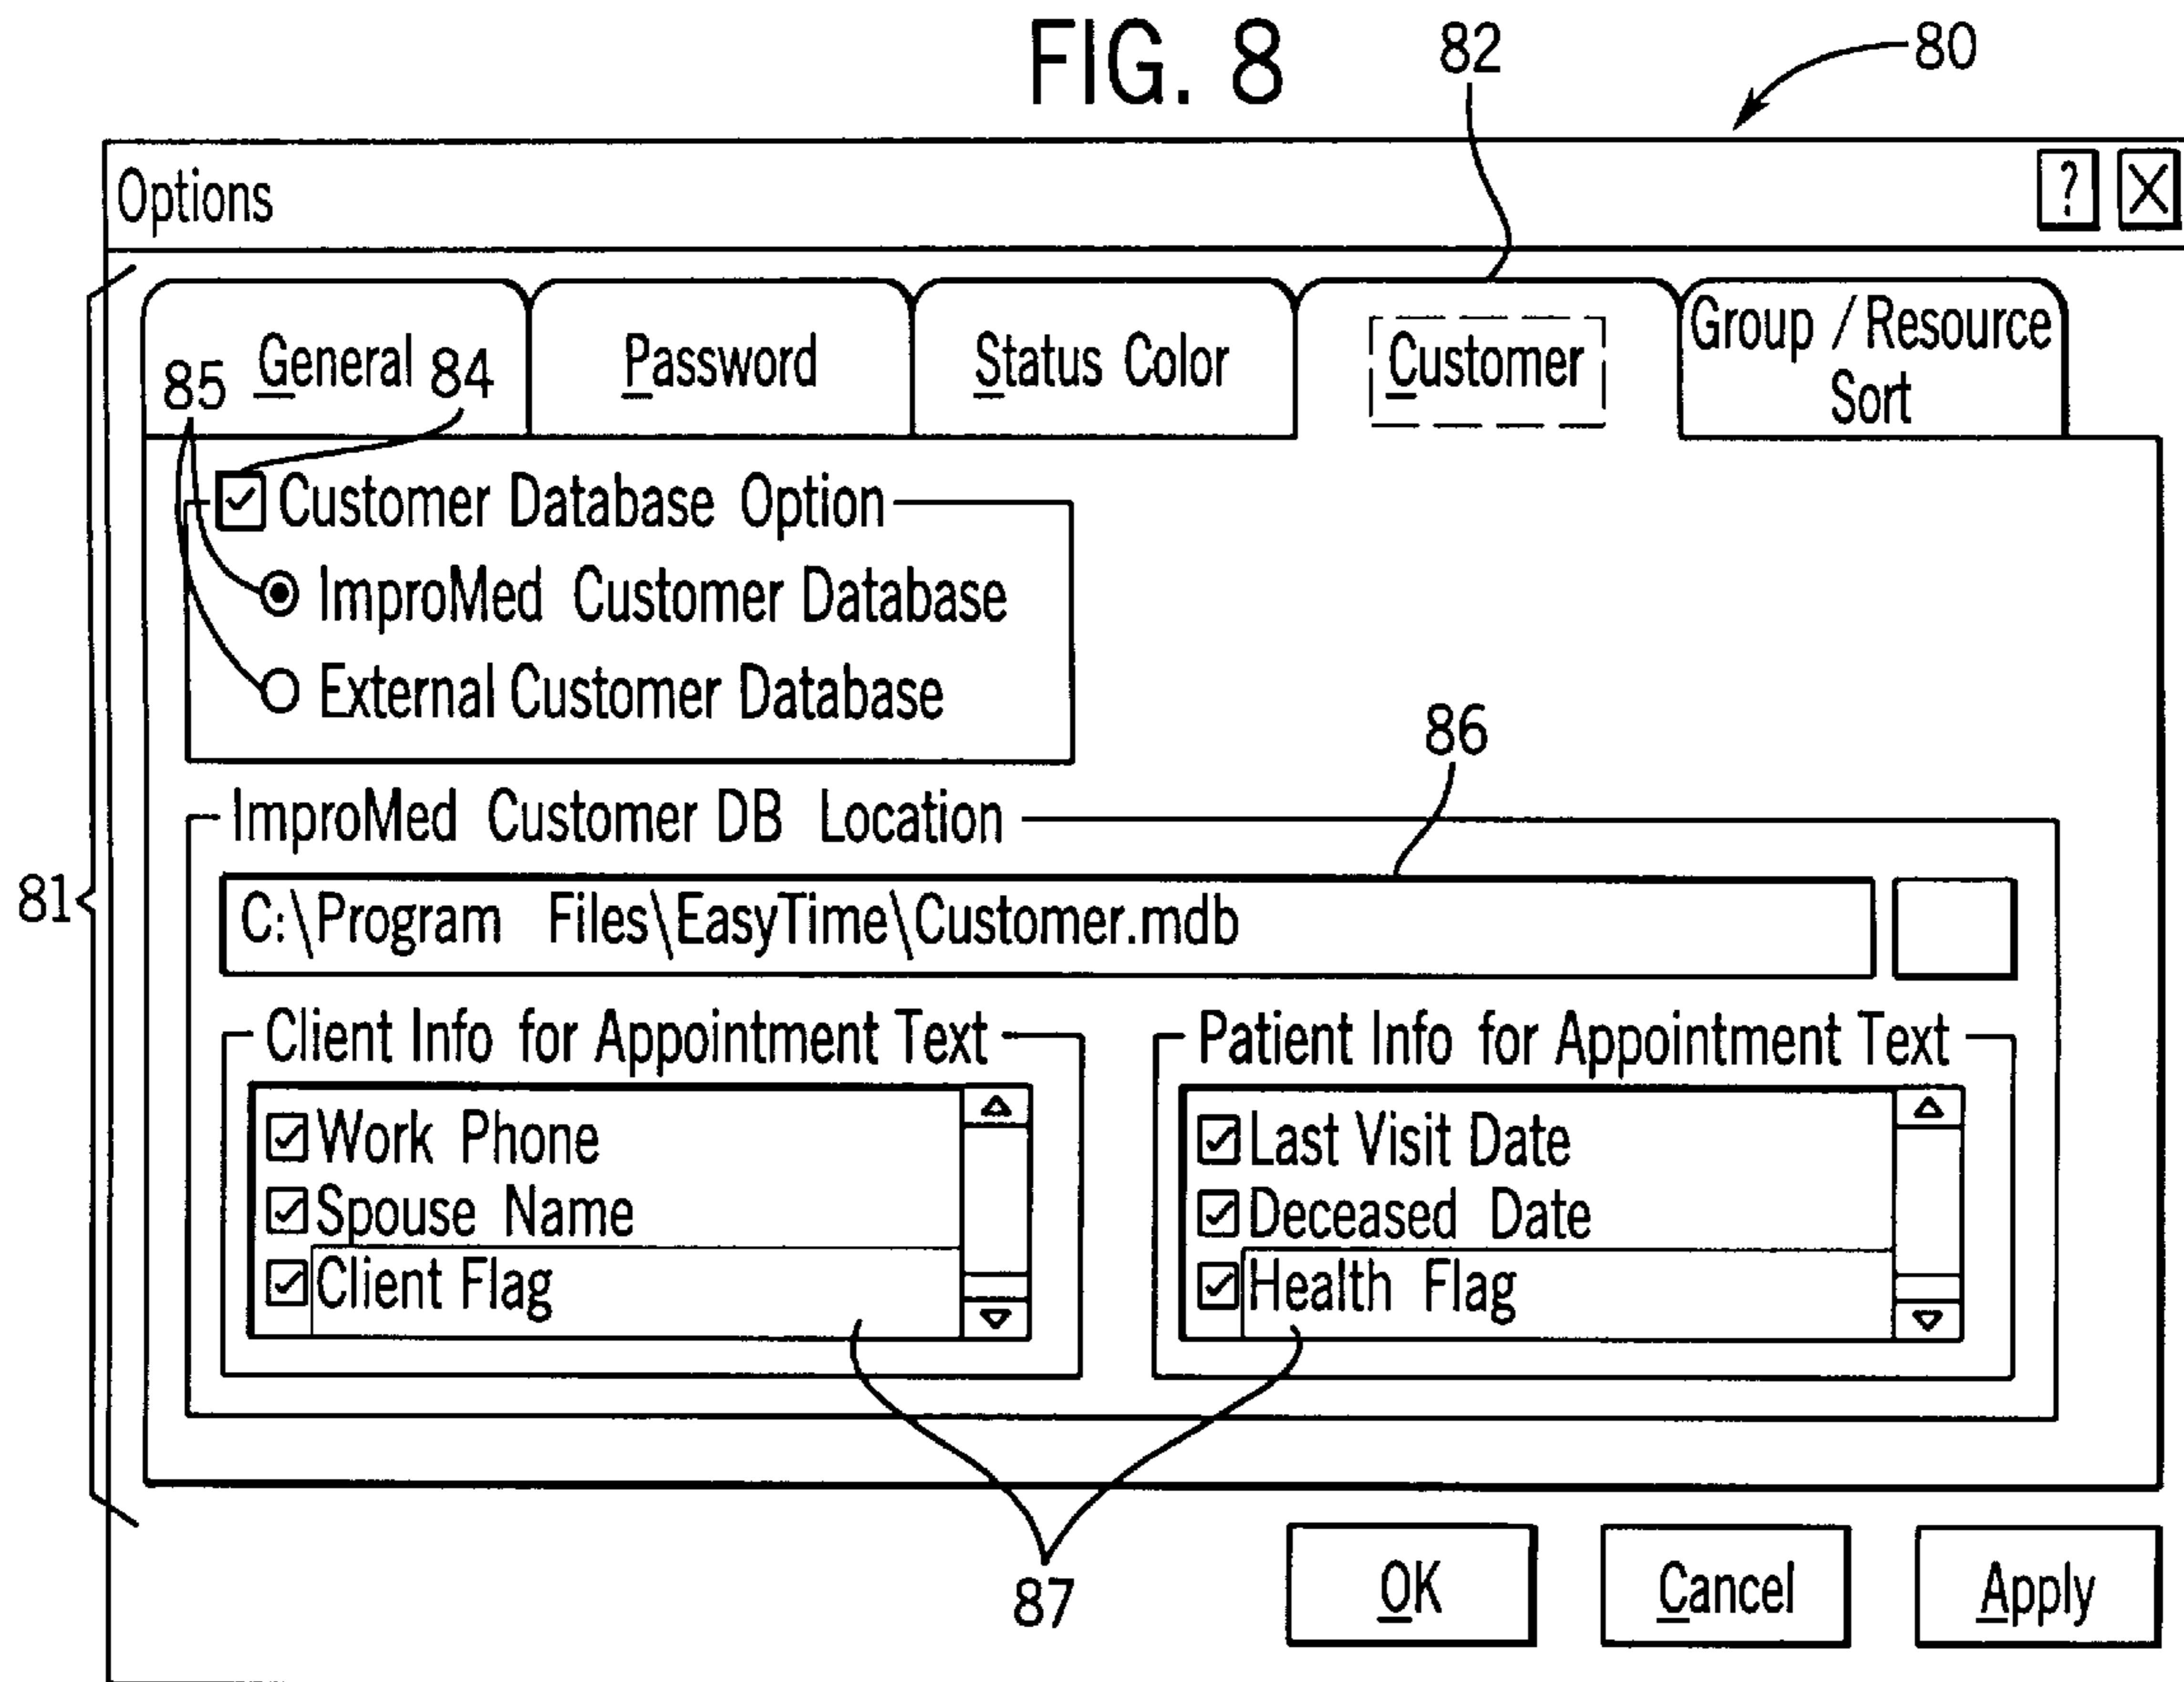 FIG. 8
82
80
Options
?
General
Password
Status Color
Customer
Group / Resource
Sort
85
84
Customer Database Option
ImproMed Customer Database
External Customer Database
86
ImproMed Customer DB Location
81
C:\Program Files\EasyTime\Customer.mdb
Client Info for Appointment Text
Work Phone
Spouse Name
Client Flag
Patient Info for Appointment Text
Last Visit Date
Deceased Date
Health Flag
87
OK
Cancel
Apply